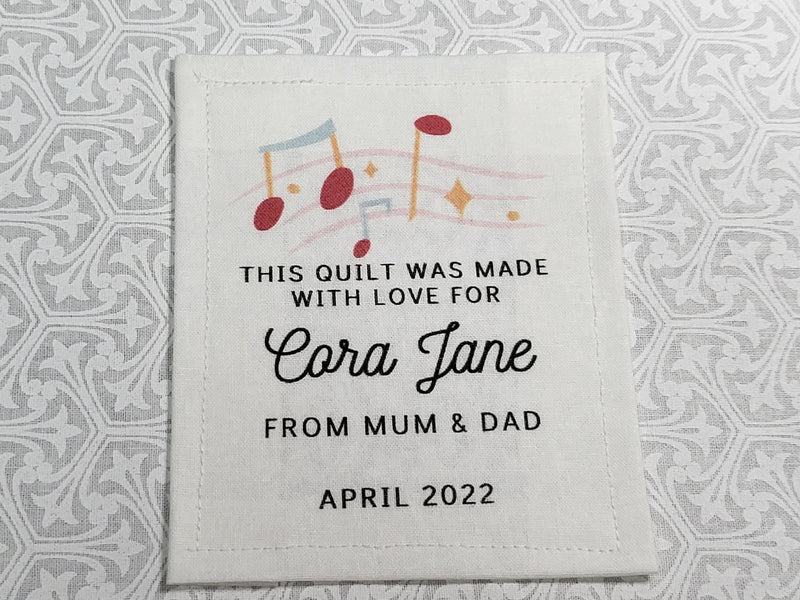 THIS QUILT WAS MADE
WITH LOVE FOR
Cora Jane
FROM MUM & DAD
APRIL 2022